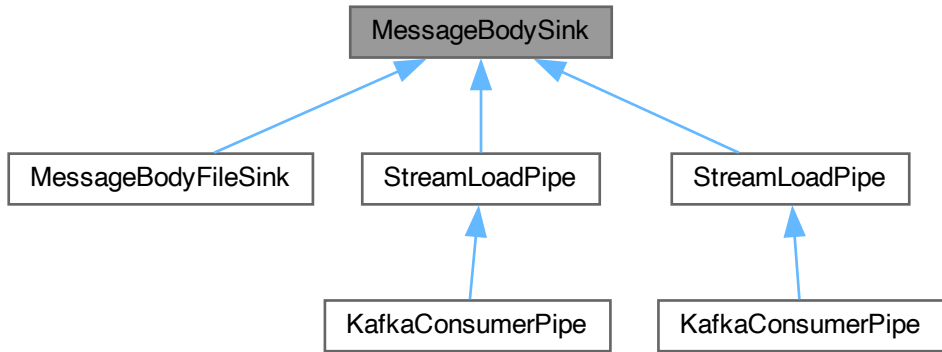 MessageBodySink
MessageBodyFileSink
StreamLoadPipe
StreamLoadPipe
KafkaConsumerPipe
KafkaConsumerPipe